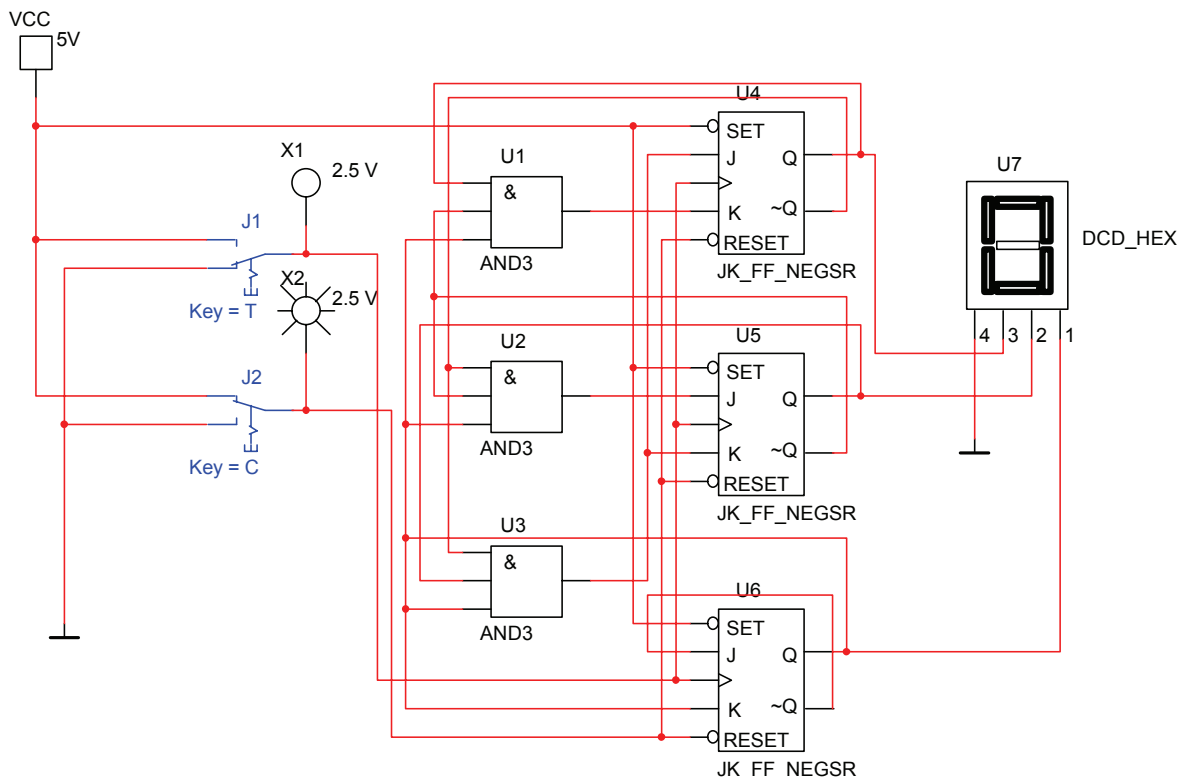 VCC
5V
X1
2.5 V
J1
Key = T
X2
2.5 V
J2
Key = C
U1
&
AND3
U2
&
AND3
U3
&
AND3
U4
SET
J Q
K ~Q
RESET
JK_FF_NEGSR
U5
SET
J Q
K ~Q
RESET
JK_FF_NEGSR
U6
SET
J Q
K ~Q
RESET
JK_FF_NEGSR
U7
DCD_HEX
4 3 2 1